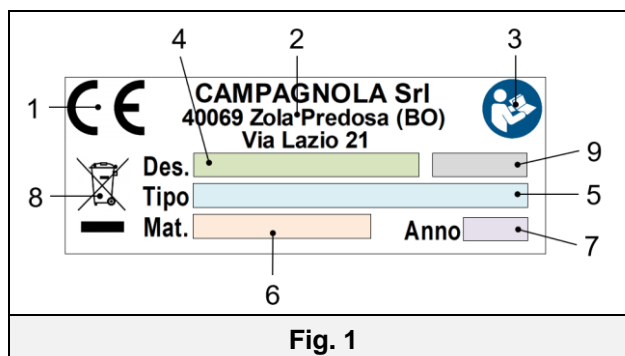 4 2 3
1 CE CAMPAGNOLA Srl
40069 Zola Predosa (BO)
Via Lazio 21
Des. 9
8 Tipo 5
Mat. Anno 7
6
Fig. 1